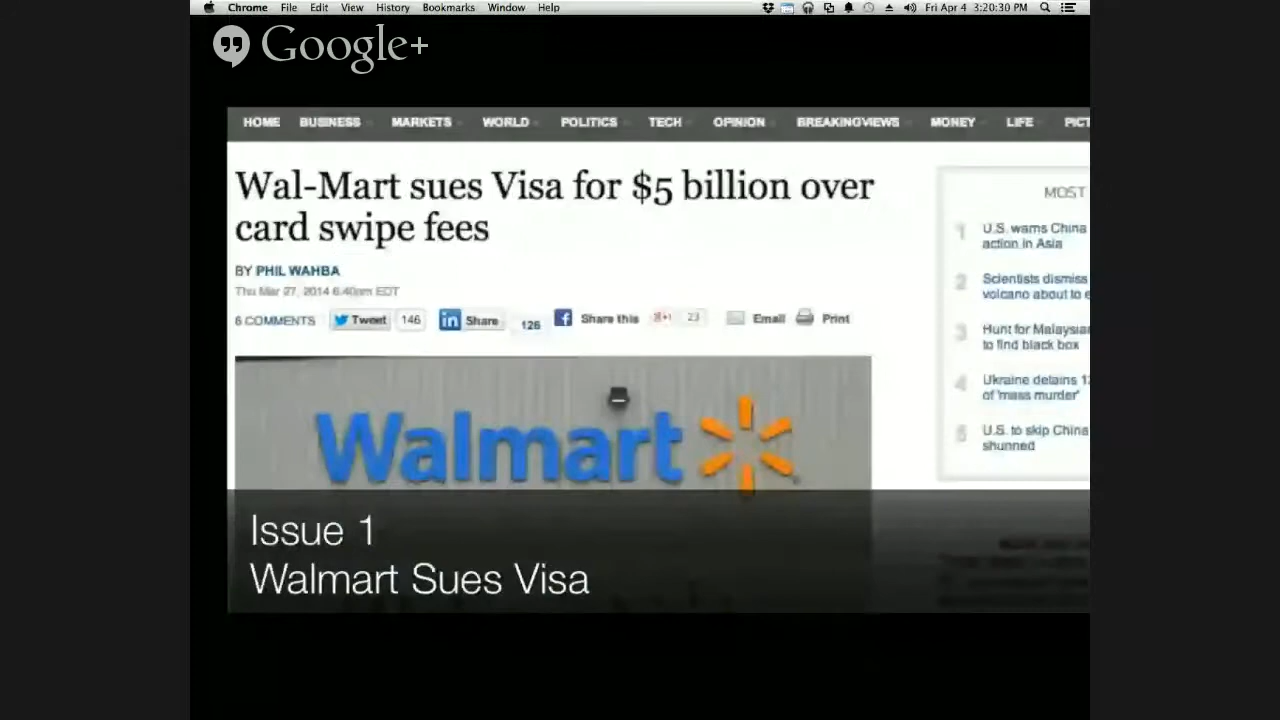 Chrome File Edit View History Bookmarks Window Help Fri Apr 4 3:20:30 PM
Google+
HOME BUSINESS MARKETS WORLD POLITICS TECH OPINION BREAKINGVIEWS MONEY LIFE PICT
Wal-Mart sues Visa for $5 billion over
card swipe fees
BY PHIL WAHBA
Thu Mar 27, 2014 6:40pm EDT
6 COMMENTS Tweet 146 in Share 126 Share this +1 23 Email Print
MOST
1 U.S. warns China
action in Asia
2 Scientists dismiss
volcano about to e
3 Hunt for Malaysia
to find black box
4 Ukraine detains 1
of 'mass murder'
5 U.S. to skip China
shunned
Walmart
Issue 1
Walmart Sues Visa